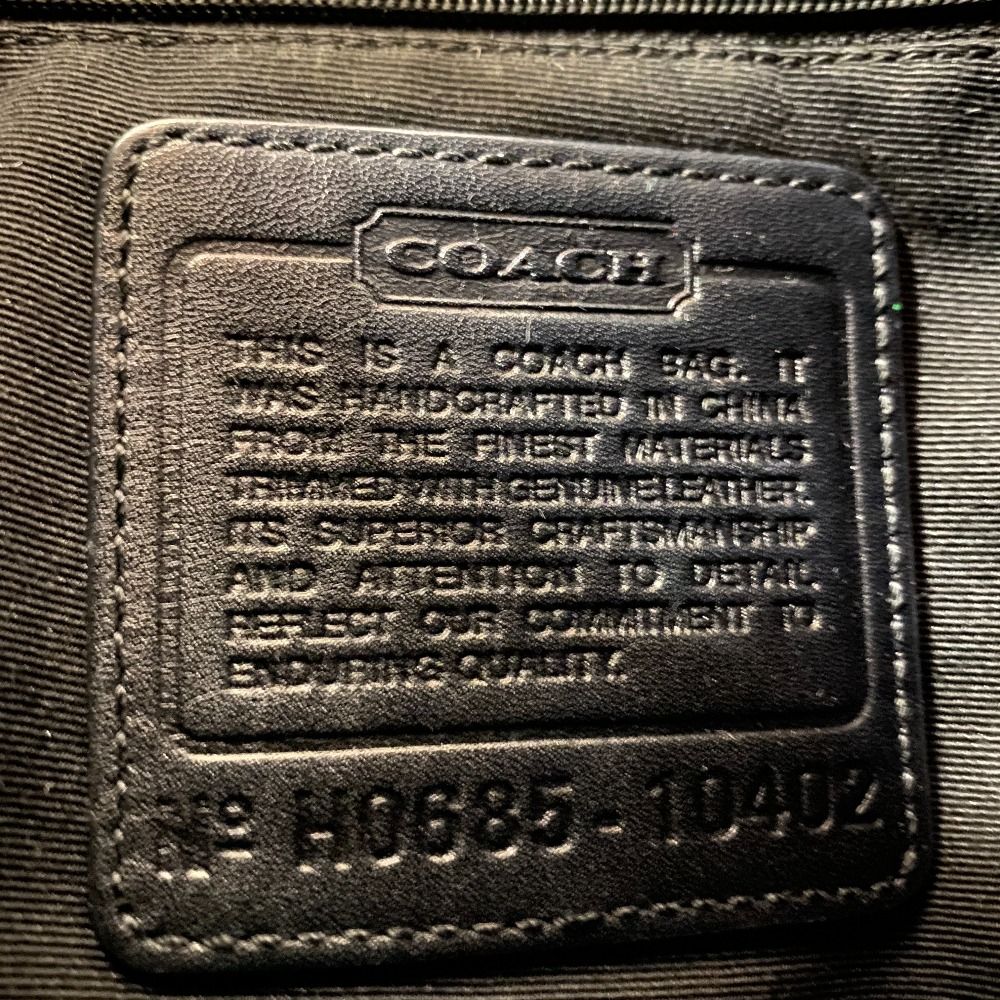 COACH
THIS IS A COACH BAG. IT
WAS HANDCRAFTED IN CHINA
FROM THE FINEST MATERIALS
TRIMMED WITH GENUINE LEATHER.
ITS SUPERIOR CRAFTSMANSHIP
AND ATTENTION TO DETAIL
REFLECT OUR COMMITMENT TO
ENDURING QUALITY.
Nº H0685-10402